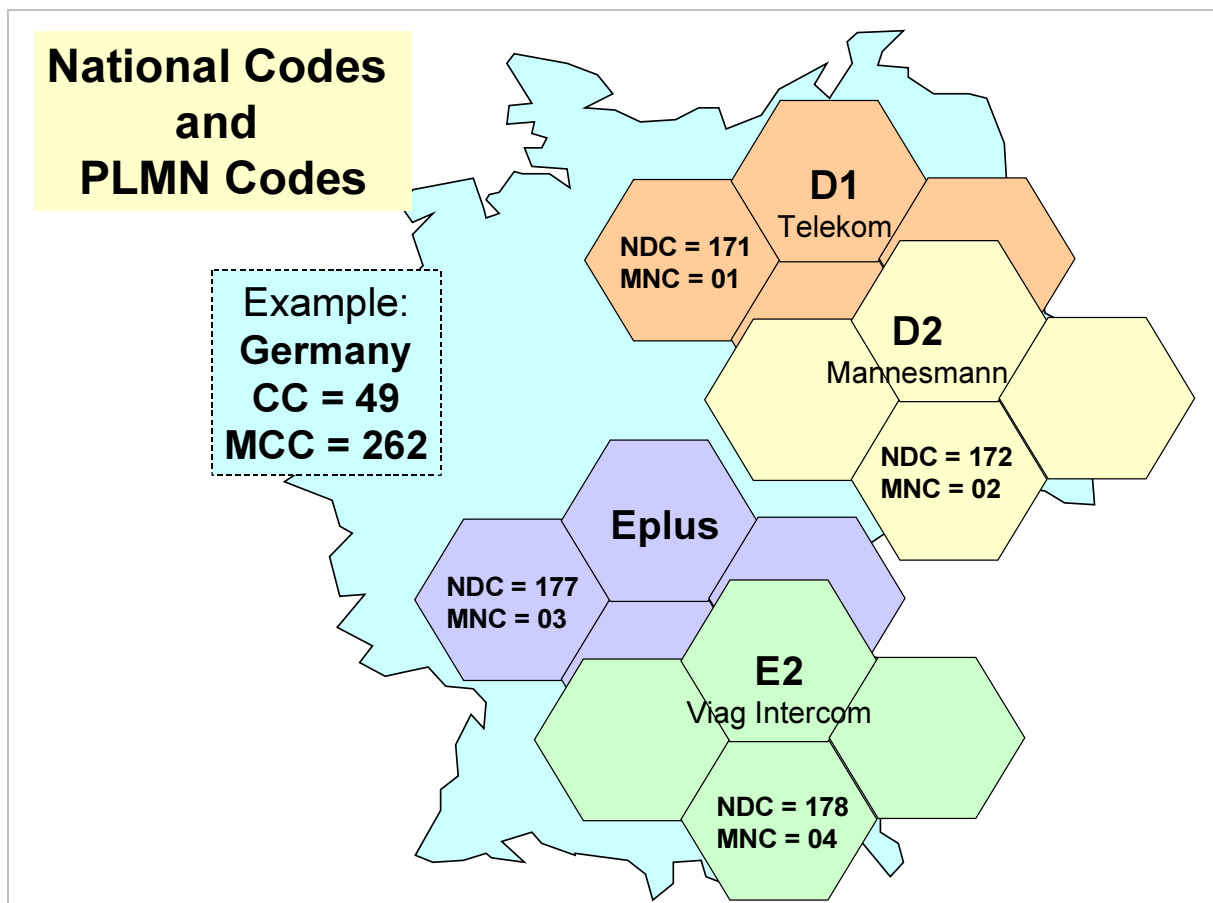 National Codes
and
PLMN Codes
Example:
Germany
CC = 49
MCC = 262
D1
Telekom
NDC = 171
MNC = 01
D2
Mannesmann
NDC = 172
MNC = 02
Eplus
NDC = 177
MNC = 03
E2
Viag Intercom
NDC = 178
MNC = 04